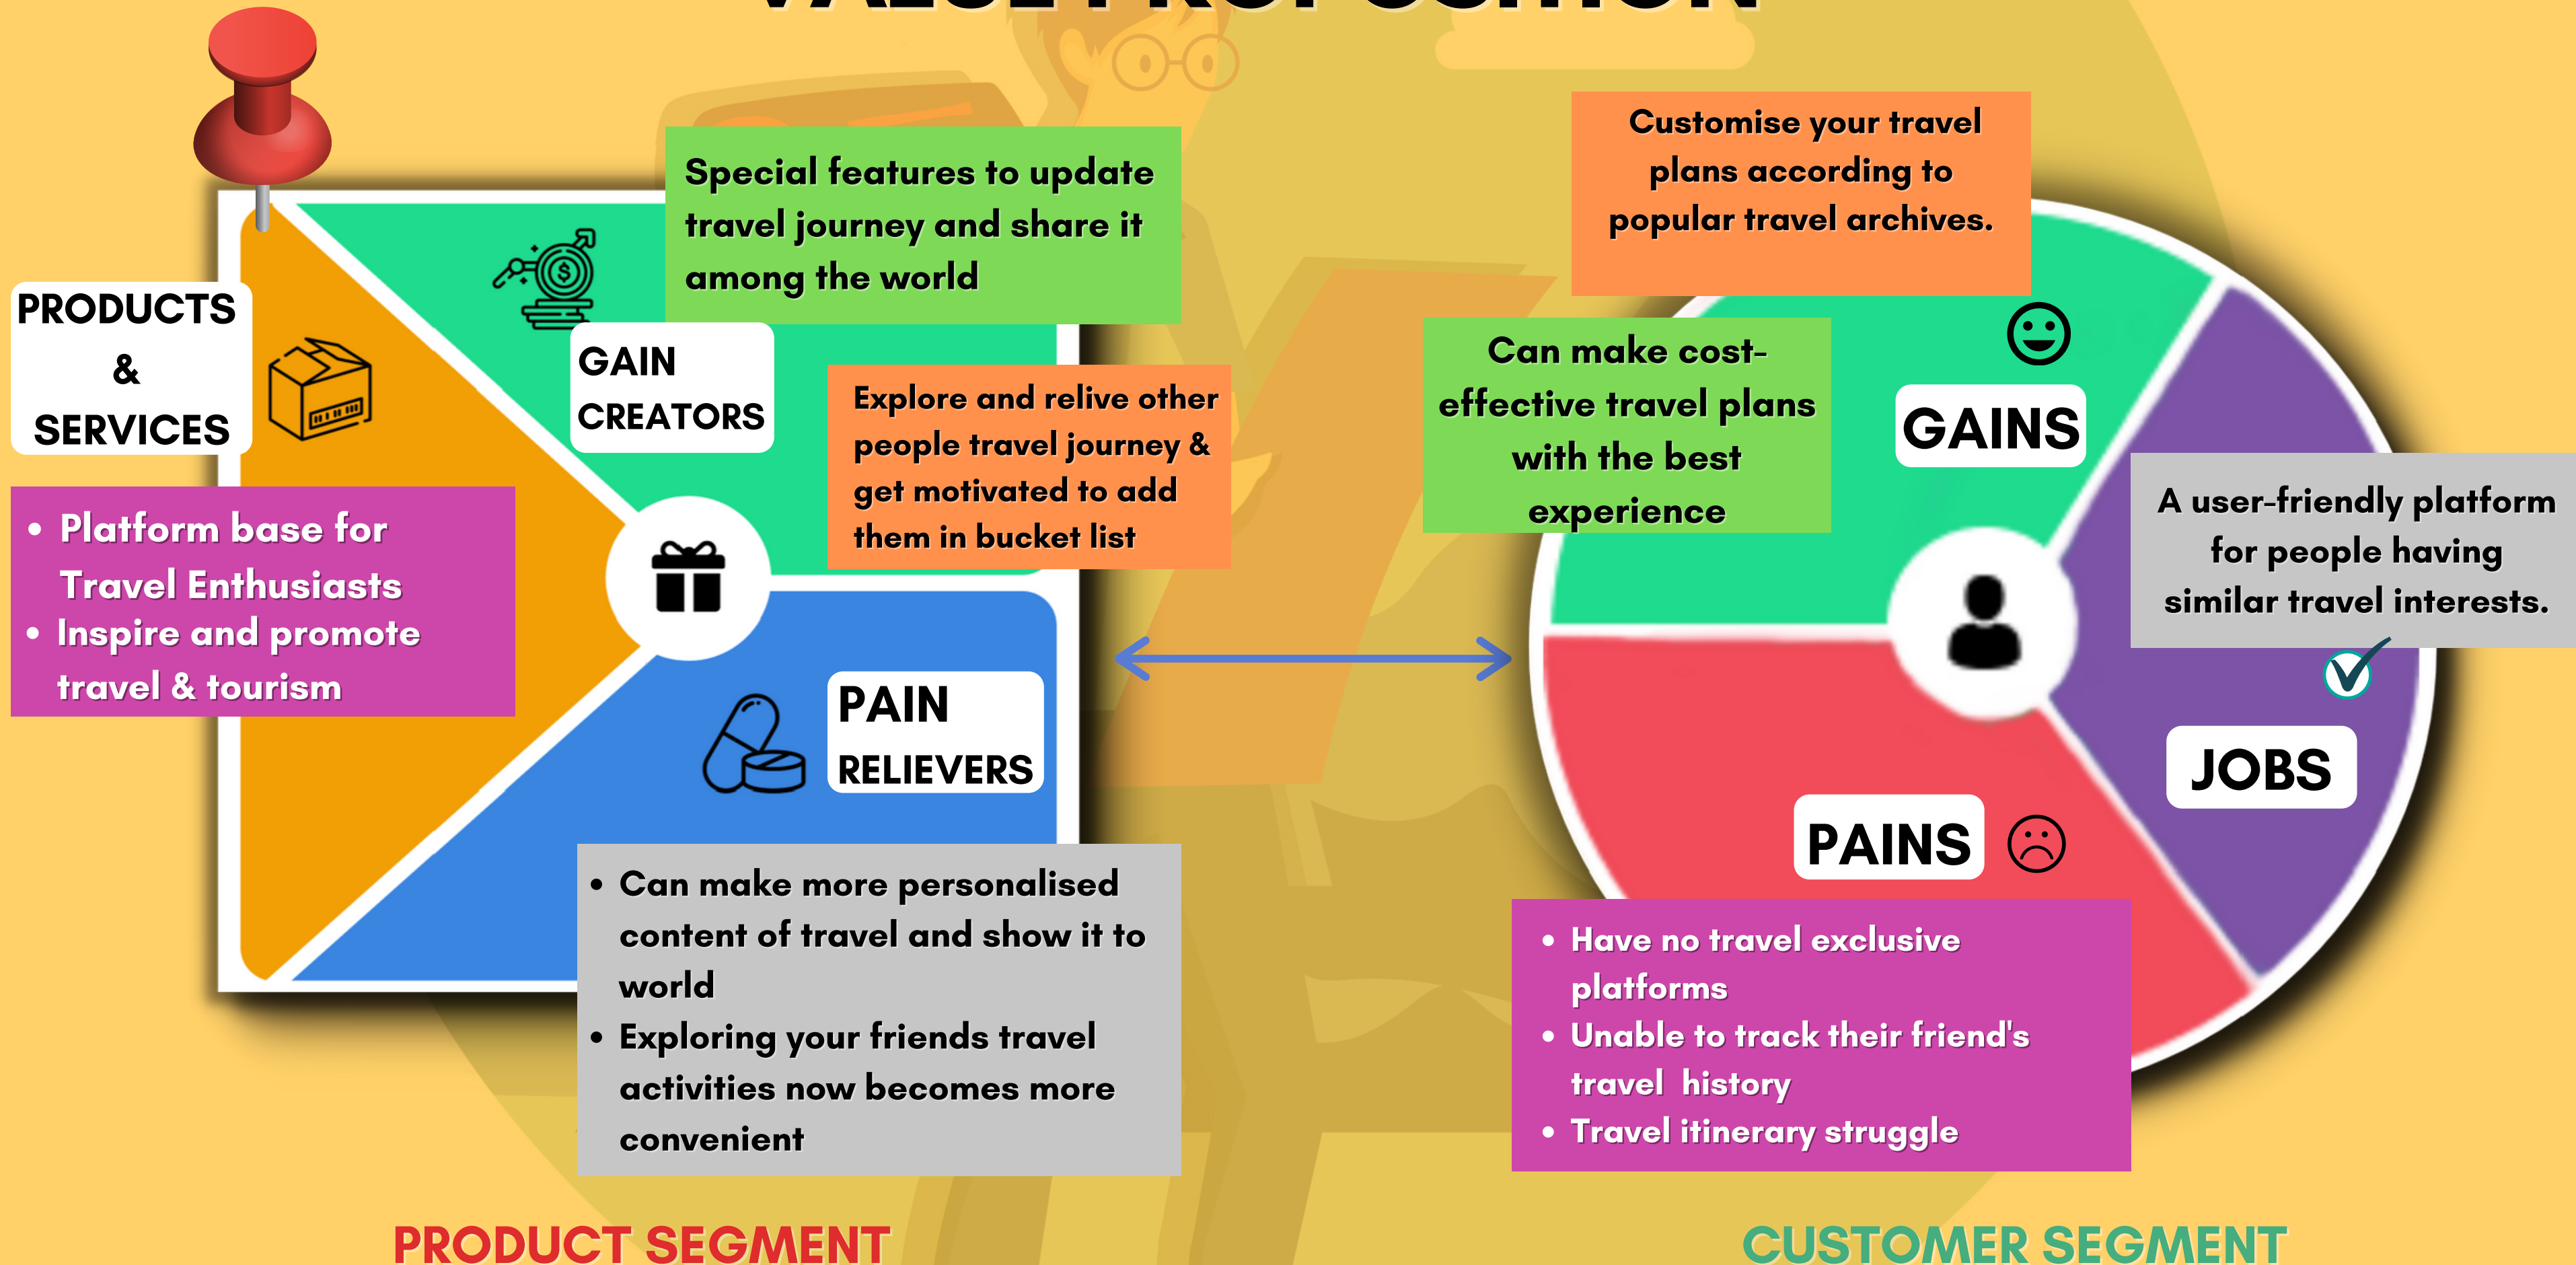 VALUE PROPOSITION
Special features to update
travel journey and share it
among the world
PRODUCTS
&
SERVICES
GAIN
CREATORS
Explore and relive other
people travel journey &
get motivated to add
them in bucket list
• Platform base for
Travel Enthusiasts
• Inspire and promote
travel & tourism
PAIN
RELIEVERS
• Can make more personalised
content of travel and show it to
world
• Exploring your friends travel
activities now becomes more
convenient
PRODUCT SEGMENT
Customise your travel
plans according to
popular travel archives.
Can make cost-
effective travel plans
with the best
experience
GAINS
A user-friendly platform
for people having
similar travel interests.
JOBS
PAINS
• Have no travel exclusive
platforms
• Unable to track their friend's
travel history
• Travel itinerary struggle
CUSTOMER SEGMENT